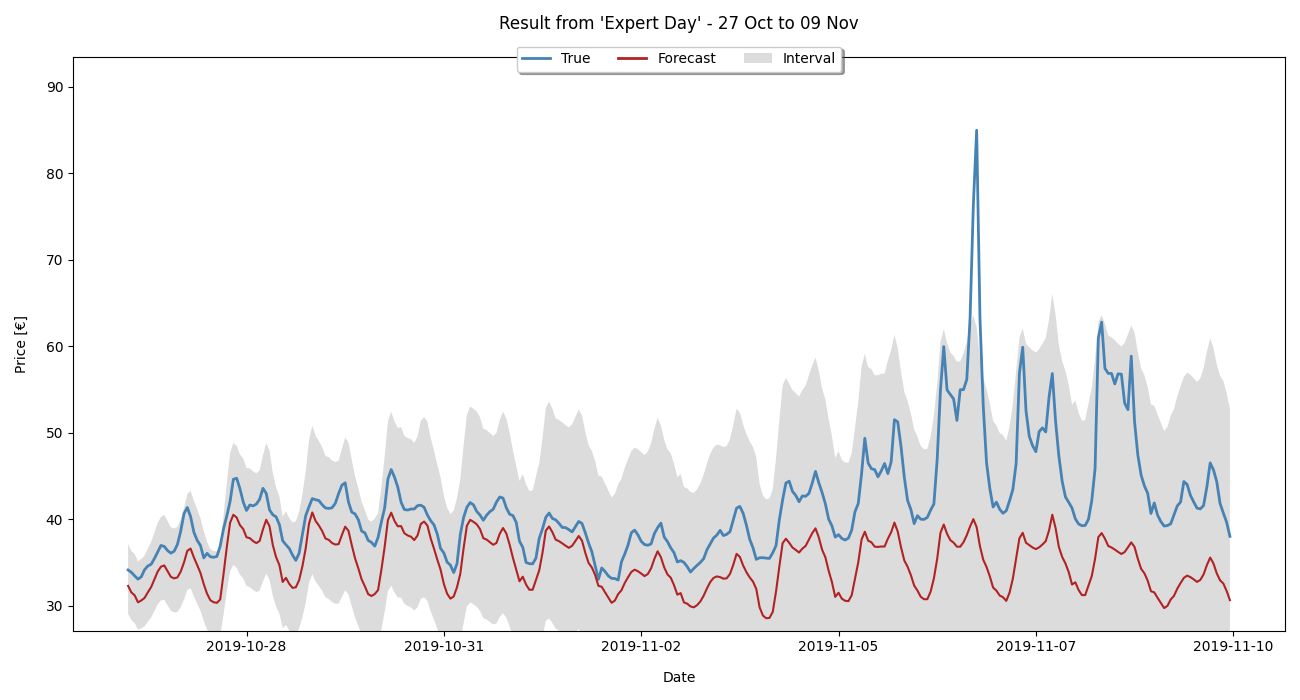 Result from 'Expert Day' - 27 Oct to 09 Nov
True Forecast Interval
90
80
70
60
50
40
30
Price [€]
2019-10-28 2019-10-31 2019-11-02 2019-11-05 2019-11-07 2019-11-10
Date